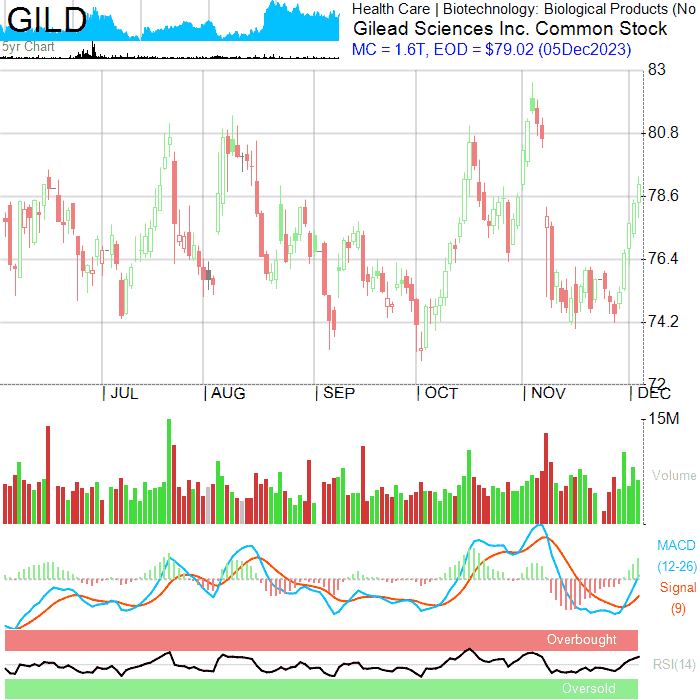 GILD
5yr Chart
Health Care | Biotechnology: Biological Products (No
Gilead Sciences Inc. Common Stock
MC = 1.6T, EOD = $79.02 (05Dec2023)
83
80.8
78.6
76.4
74.2
72
| JUL | AUG | SEP | OCT | NOV | DEC
15M
Volume
MACD
(12-26)
Signal
(9)
Overbought
RSI(14)
Oversold